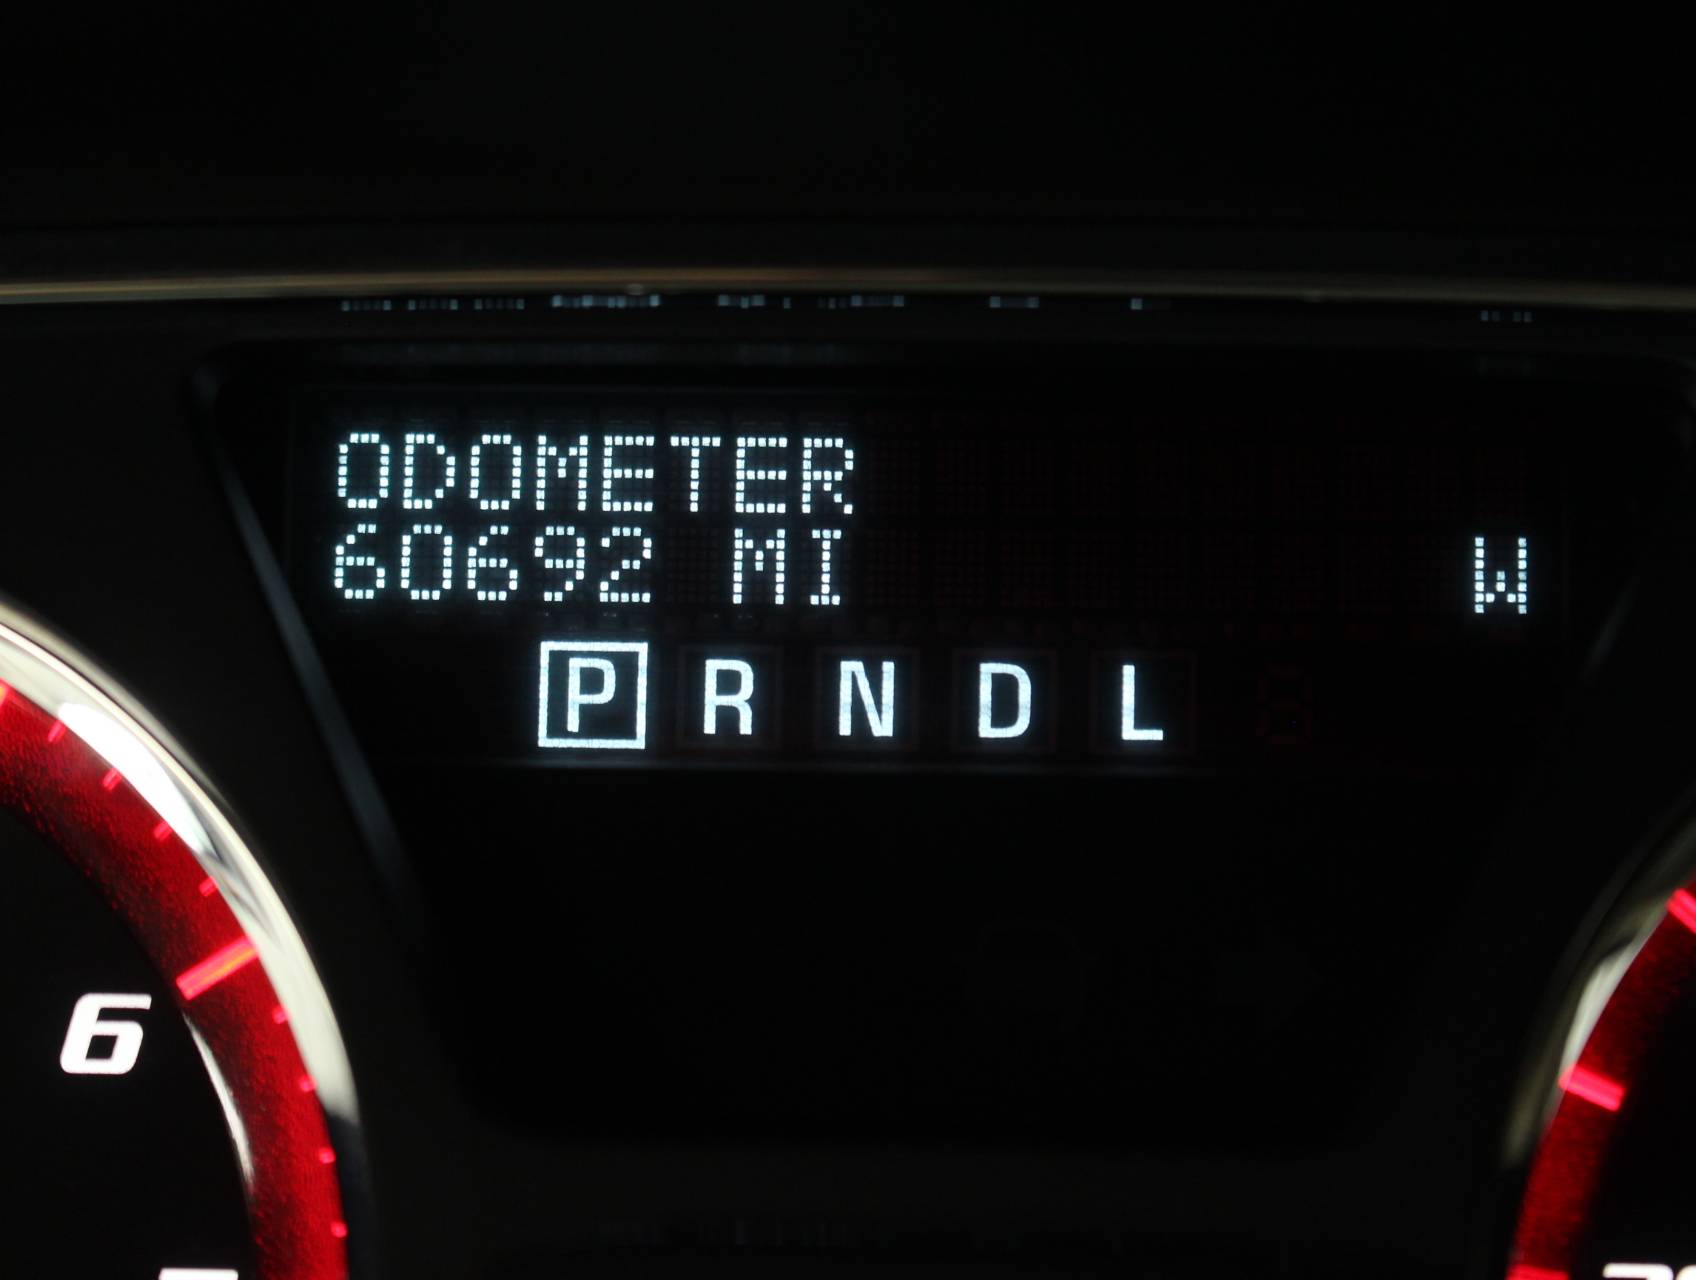 ODOMETER
60692 MI W
P R N D L
6